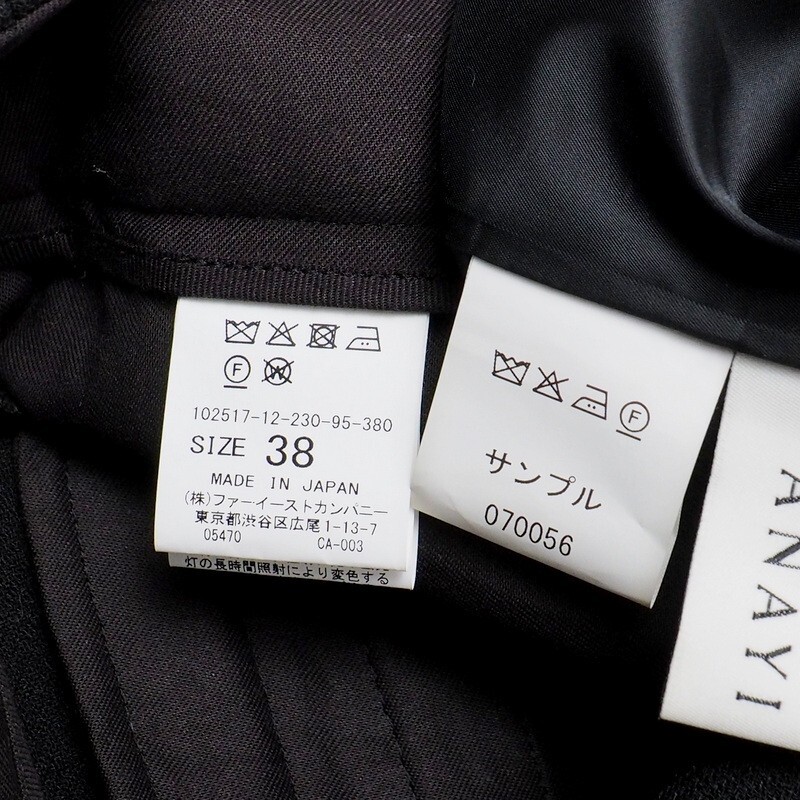 F W
102517-12-230-95-380
SIZE 38
MADE IN JAPAN
(株)ファーイーストカンパニー
東京都渋谷区広尾1-13-7
05470 CA-003
灯の長時間照射により変色する
F
サンプル
070056
ANAYI